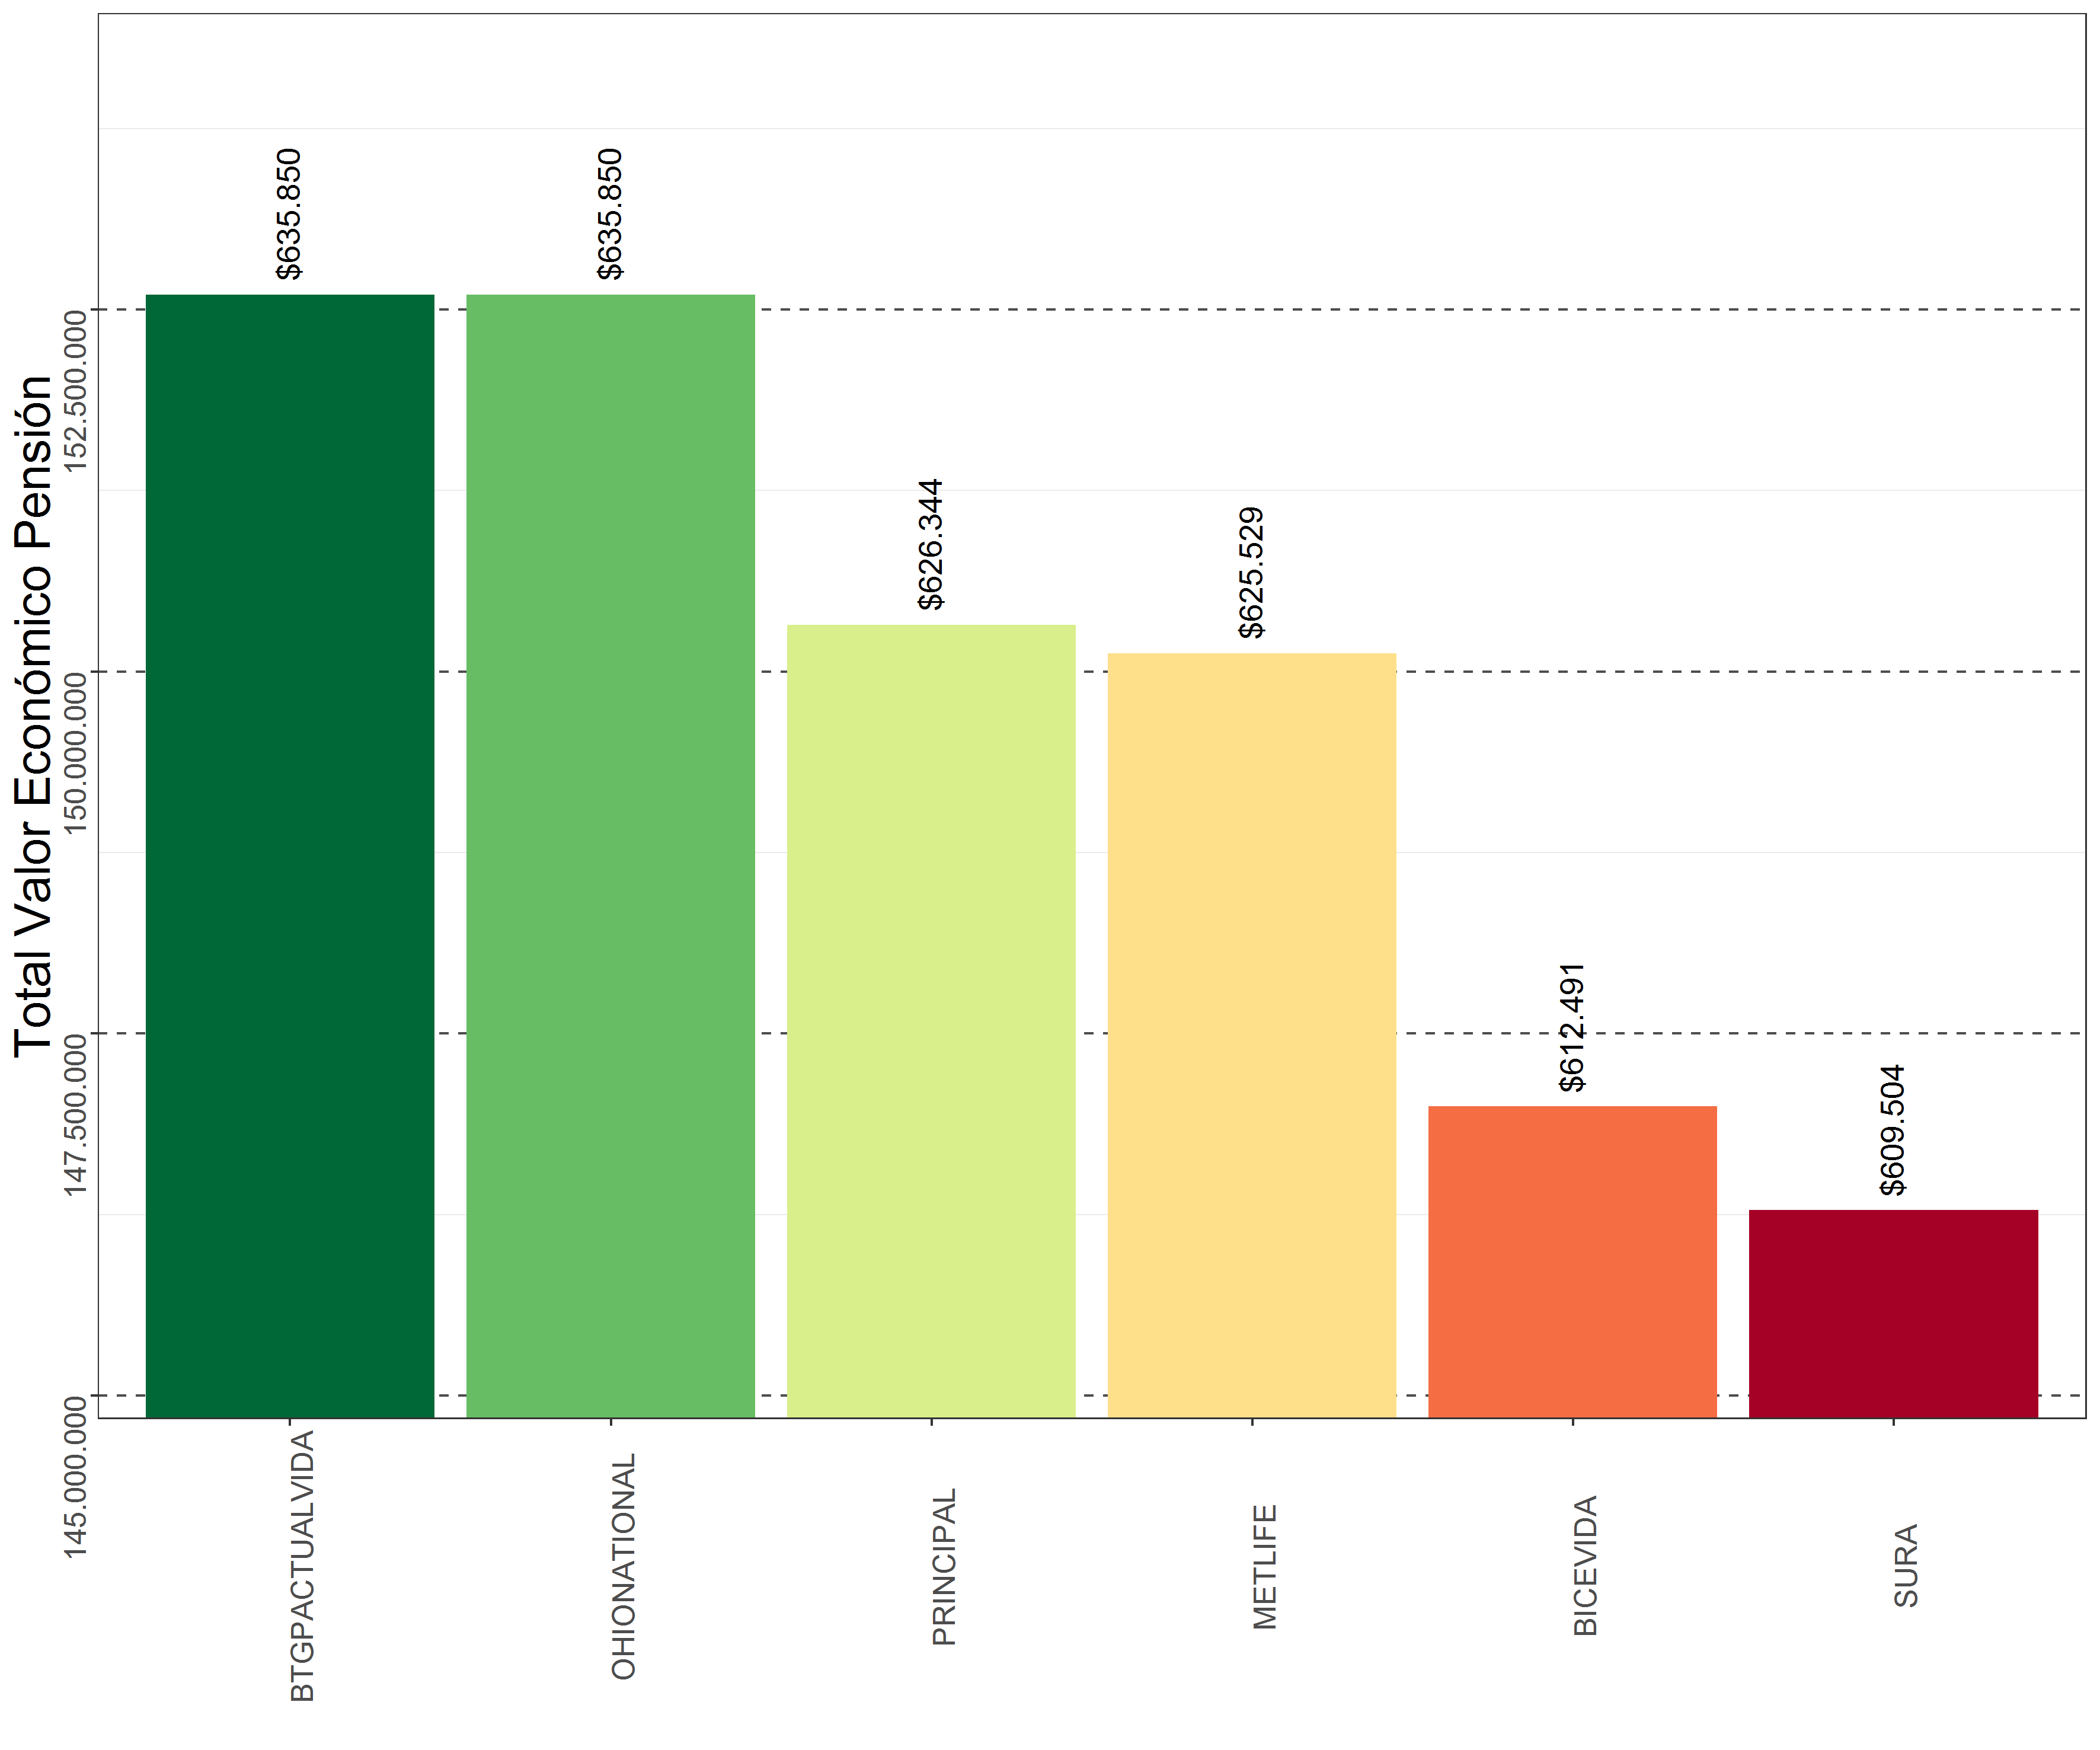 Total Valor Económico Pensión
152.500.000
150.000.000
147.500.000
145.000.000
$635.850
$635.850
$626.344
$625.529
$612.491
$609.504
BTGPACTUALVIDA
OHIONATIONAL
PRINCIPAL
METLIFE
BICEVIDA
SURA